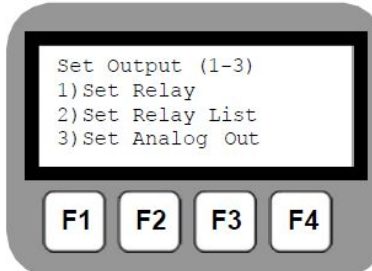 Set Output (1-3)
1)Set Relay
2)Set Relay List
3)Set Analog Out
F1 F2 F3 F4